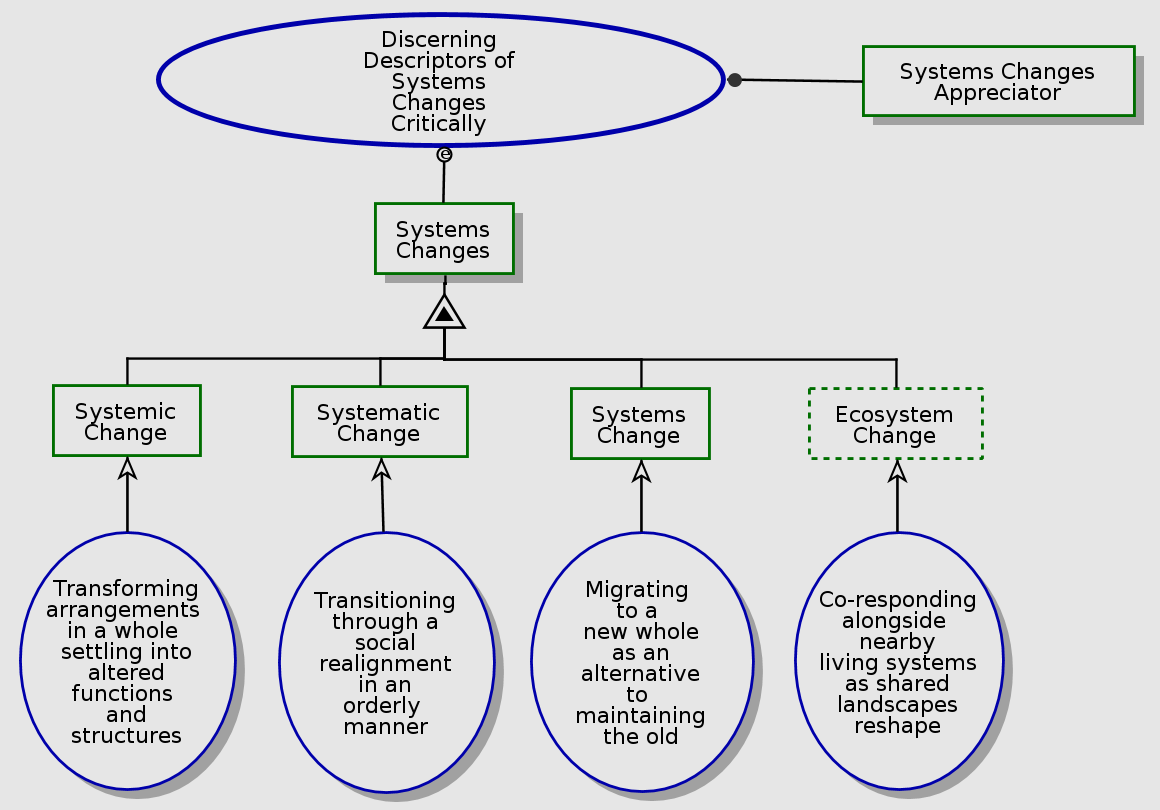 Discerning
Descriptors of
Systems
Changes
Critically
Systems Changes
Appreciator
e
Systems
Changes
Systemic
Change
Systematic
Change
Systems
Change
Ecosystem
Change
Transforming
arrangements
in a whole
settling into
altered
functions
and
structures
Transitioning
through a
social
realignment
in an
orderly
manner
Migrating
to a
new whole
as an
alternative
to
maintaining
the old
Co-responding
alongside
nearby
living systems
as shared
landscapes
reshape